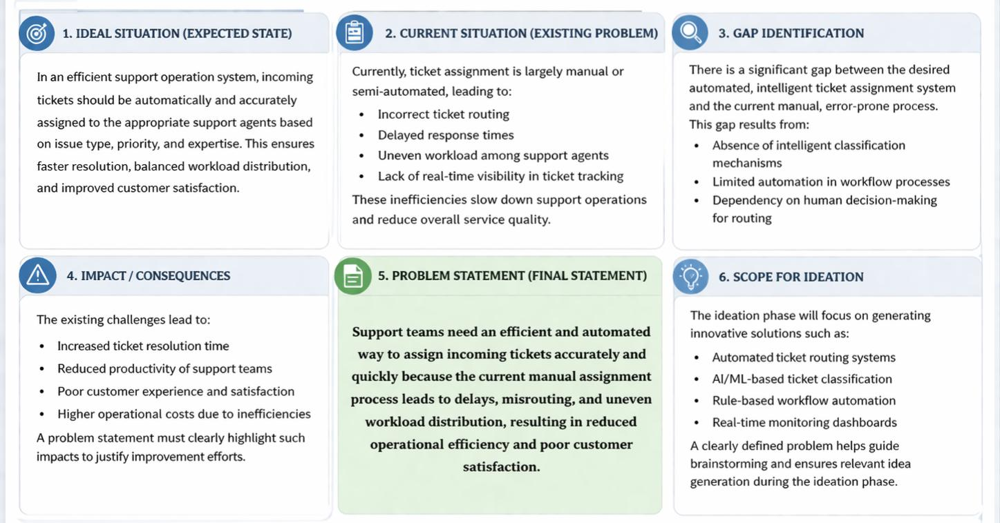 1. IDEAL SITUATION (EXPECTED STATE)
In an efficient support operation system, incoming
tickets should be automatically and accurately
assigned to the appropriate support agents based
on issue type, priority, and expertise. This ensures
faster resolution, balanced workload distribution,
and improved customer satisfaction.
2. CURRENT SITUATION (EXISTING PROBLEM)
Currently, ticket assignment is largely manual or
semi-automated, leading to:
• Incorrect ticket routing
• Delayed response times
• Uneven workload among support agents
• Lack of real-time visibility in ticket tracking
These inefficiencies slow down support operations
and reduce overall service quality.
3. GAP IDENTIFICATION
There is a significant gap between the desired
automated, intelligent ticket assignment system
and the current manual, error-prone process.
This gap results from:
• Absence of intelligent classification
mechanisms
• Limited automation in workflow processes
• Dependency on human decision-making
for routing
4. IMPACT / CONSEQUENCES
The existing challenges lead to:
• Increased ticket resolution time
• Reduced productivity of support teams
• Poor customer experience and satisfaction
• Higher operational costs due to inefficiencies
A problem statement must clearly highlight such
impacts to justify improvement efforts.
5. PROBLEM STATEMENT (FINAL STATEMENT)
Support teams need an efficient and automated
way to assign incoming tickets accurately and
quickly because the current manual assignment
process leads to delays, misrouting, and uneven
workload distribution, resulting in reduced
operational efficiency and poor customer
satisfaction.
6. SCOPE FOR IDEATION
The ideation phase will focus on generating
innovative solutions such as:
• Automated ticket routing systems
• AI/ML-based ticket classification
• Rule-based workflow automation
• Real-time monitoring dashboards
A clearly defined problem helps guide
brainstorming and ensures relevant idea
generation during the ideation phase.